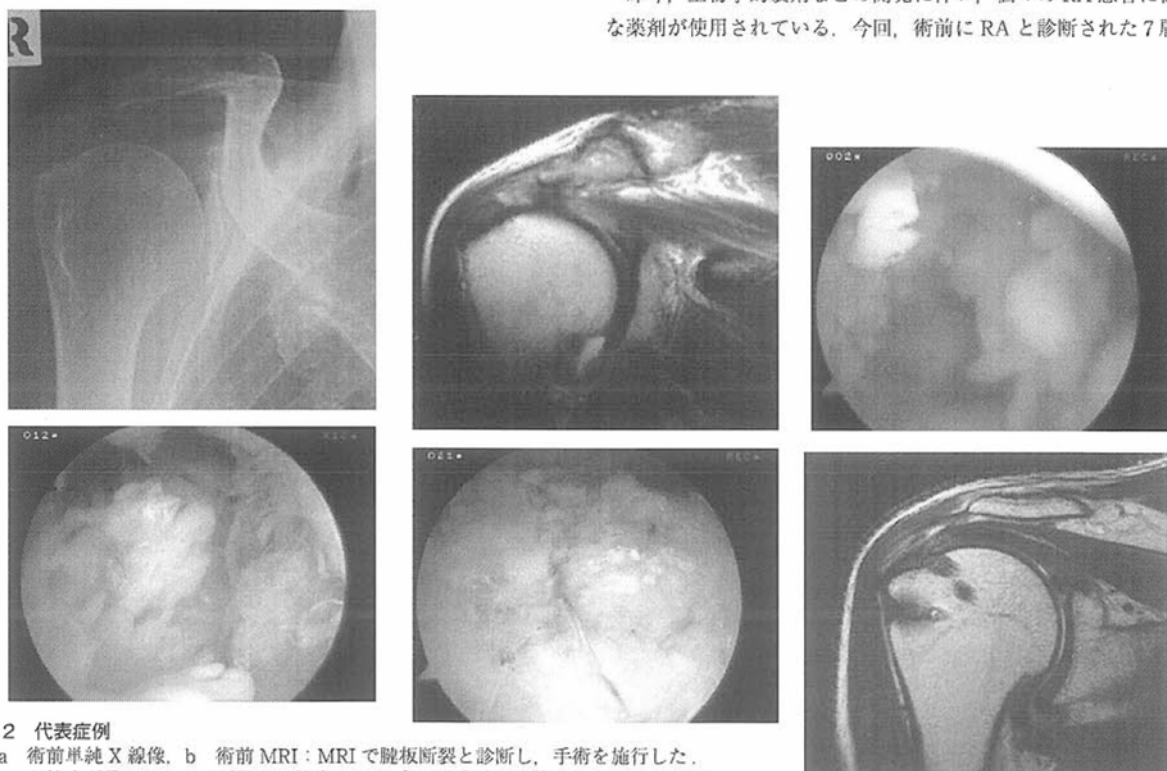 な薬剤が使用されている.今回,術前に RA と診断された 7 肩
R
002*
REC*
012*
021*
REC*
2 代表症例
a 術前単純 X 線像,b 術前 MRI:MRI で腱板断裂と診断し,手術を施行した.